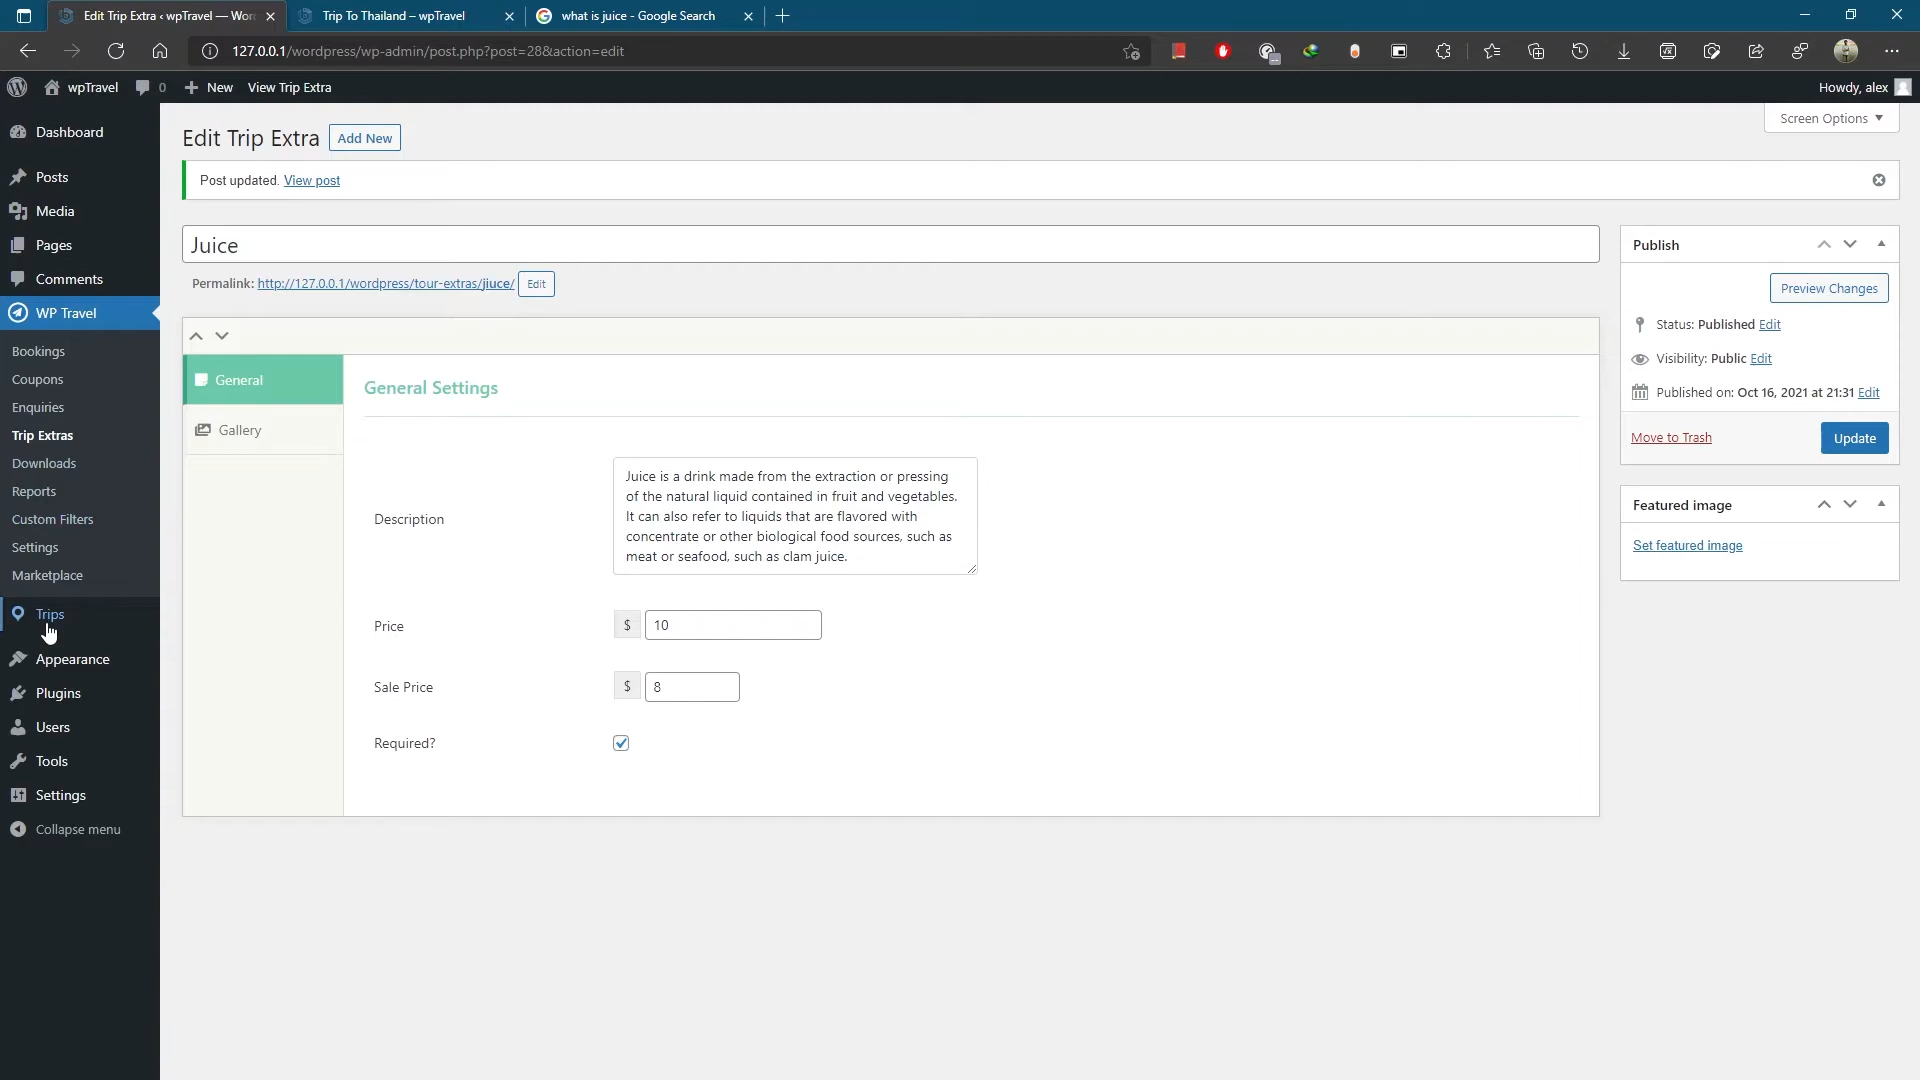 Edit Trip Extra ‹ wpTravel — Wor
Trip To Thailand – wpTravel
what is juice - Google Search
127.0.0.1/wordpress/wp-admin/post.php?post=28&action=edit
wpTravel
0
New
View Trip Extra
Howdy, alex
Screen Options
Dashboard
Posts
Media
Pages
Comments
WP Travel
Bookings
Coupons
Enquiries
Trip Extras
Downloads
Reports
Custom Filters
Settings
Marketplace
Trips
Appearance
Plugins
Users
Tools
Settings
Collapse menu
Edit Trip Extra
Add New
Post updated. View post
Juice
Permalink: http://127.0.0.1/wordpress/tour-extras/jiuce/ Edit
General
Gallery
General Settings
Description
Juice is a drink made from the extraction or pressing
of the natural liquid contained in fruit and vegetables.
It can also refer to liquids that are flavored with
concentrate or other biological food sources, such as
meat or seafood, such as clam juice.
Price
$ 10
Sale Price
$ 8
Required?
Publish
Preview Changes
Status: Published Edit
Visibility: Public Edit
Published on: Oct 16, 2021 at 21:31 Edit
Move to Trash
Update
Featured image
Set featured image